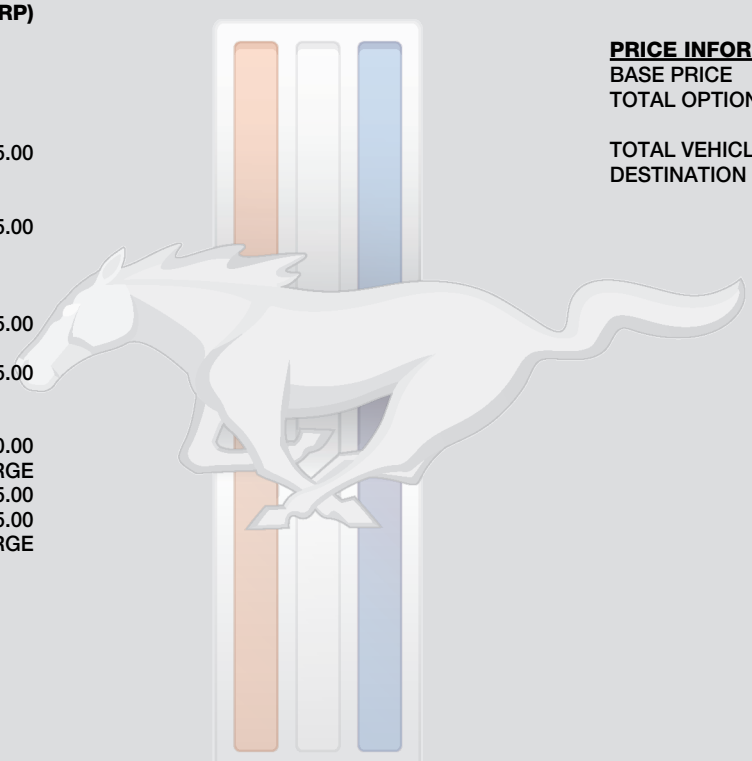 RP)
5.00
5.00
5.00
5.00
0.00
RGE
5.00
5.00
RGE
PRICE INFOR
BASE PRICE
TOTAL OPTION
TOTAL VEHICL
DESTINATION